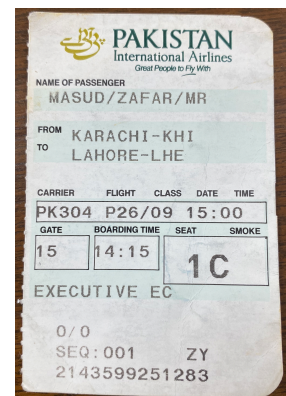 PAKISTAN
International Airlines
Great People to Fly With
NAME OF PASSENGER
MASUD/ZAFAR/MR
FROM KARACHI-KHI
TO LAHORE-LHE
CARRIER FLIGHT CLASS DATE TIME
PK304 P26/09 15:00
GATE BOARDING TIME SEAT SMOKE
15 14:15 1C
EXECUTIVE EC
0/0
SEQ:001 ZY
2143599251283